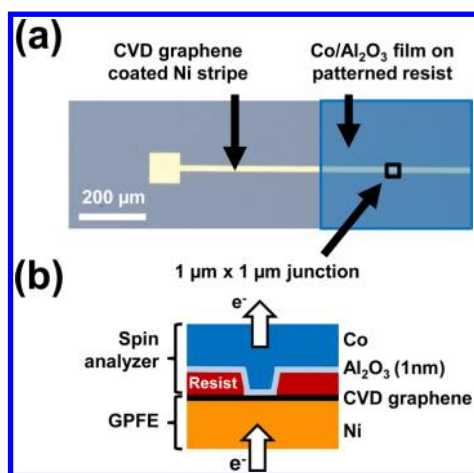 (a)
CVD graphene
coated Ni stripe
Co/Al2O3 film on
patterned resist
200 µm
1 µm x 1 µm junction
(b)
e-
Spin
analyzer
Co
Al2O3 (1nm)
Resist
CVD graphene
GPFE
Ni
e-